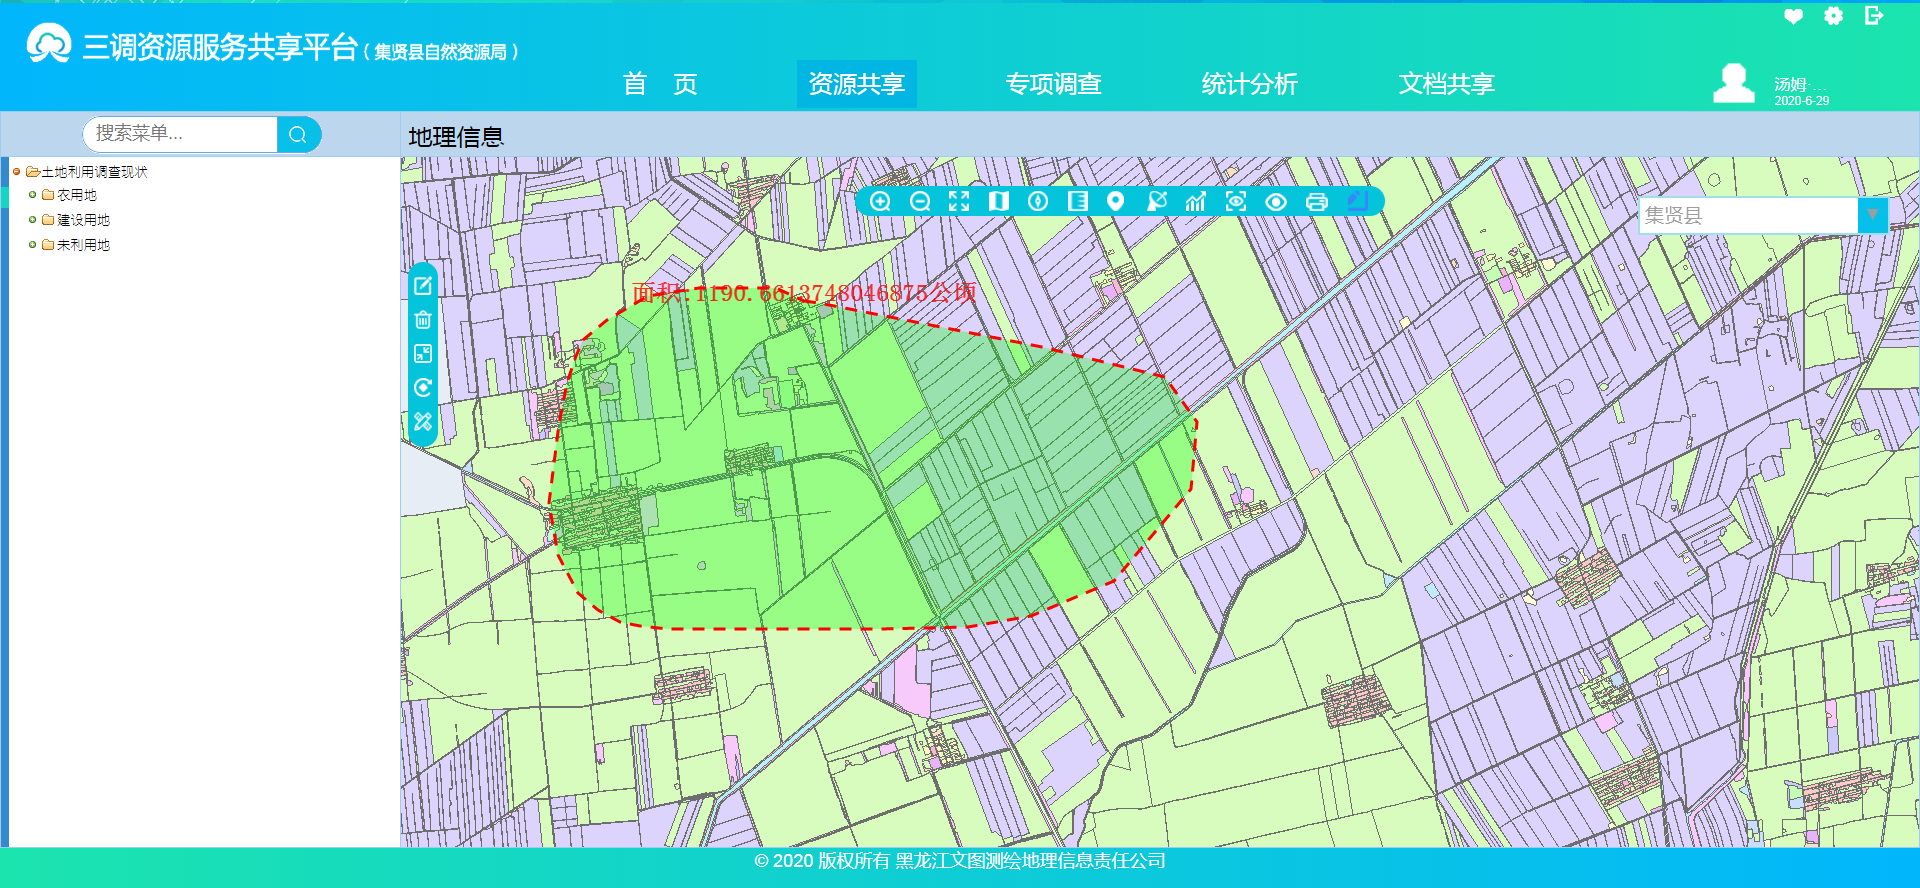 三调资源服务共享平台(集贤县自然资源局)
首 页
资源共享
专项调查
统计分析
文档共享
汤姆·...
2020-6-29
搜索菜单...
地理信息
土地利用调查现状
农用地
建设用地
未利用地
集贤县
面积:1190.6613748046875公顷
© 2020 版权所有 黑龙江文图测绘地理信息责任公司